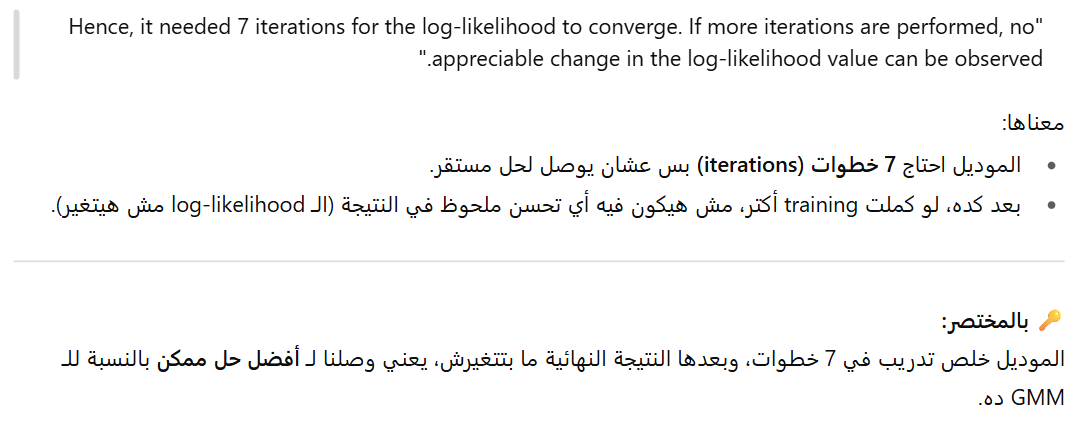 Hence, it needed 7 iterations for the log-likelihood to converge. If more iterations are performed, no"
".appreciable change in the log-likelihood value can be observed
معناها:
• الموديل احتاج 7 خطوات (iterations) بس عشان يوصل لحل مستقر.
• بعد كده، لو كملت training أكتر، مش هيكون فيه أي تحسن ملحوظ في النتيجة (الـ log-likelihood مش هيتغير).
🔑 بالمختصر:
الموديل خلص تدريب في 7 خطوات، وبعدها النتيجة النهائية ما بتتغيرش، يعني وصلنا لـ أفضل حل ممكن بالنسبة للـ
GMM ده.